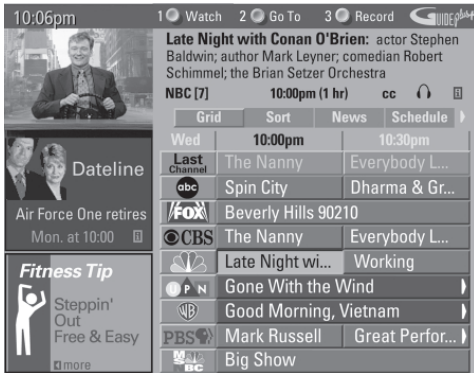 10:06pm
1 Watch 2 Go To 3 Record GUIDE plus+
Late Night with Conan O'Brien: actor Stephen
Baldwin; author Mark Leyner; comedian Robert
Schimmel; the Brian Setzer Orchestra
NBC [7] 10:00pm (1 hr) cc i
Grid Sort News Schedule
Wed 10:00pm 10:30pm
Last Channel The Nanny Everybody L...
abc Spin City Dharma & Gr...
FOX Beverly Hills 90210
CBS The Nanny Everybody L...
Late Night wi... Working
UPN Gone With the Wind
WB Good Morning, Vietnam
PBS Mark Russell Great Perfor...
MSNBC Big Show
Dateline
Air Force One retires
Mon. at 10:00 i
Fitness Tip
Steppin'
Out
Free & Easy
more